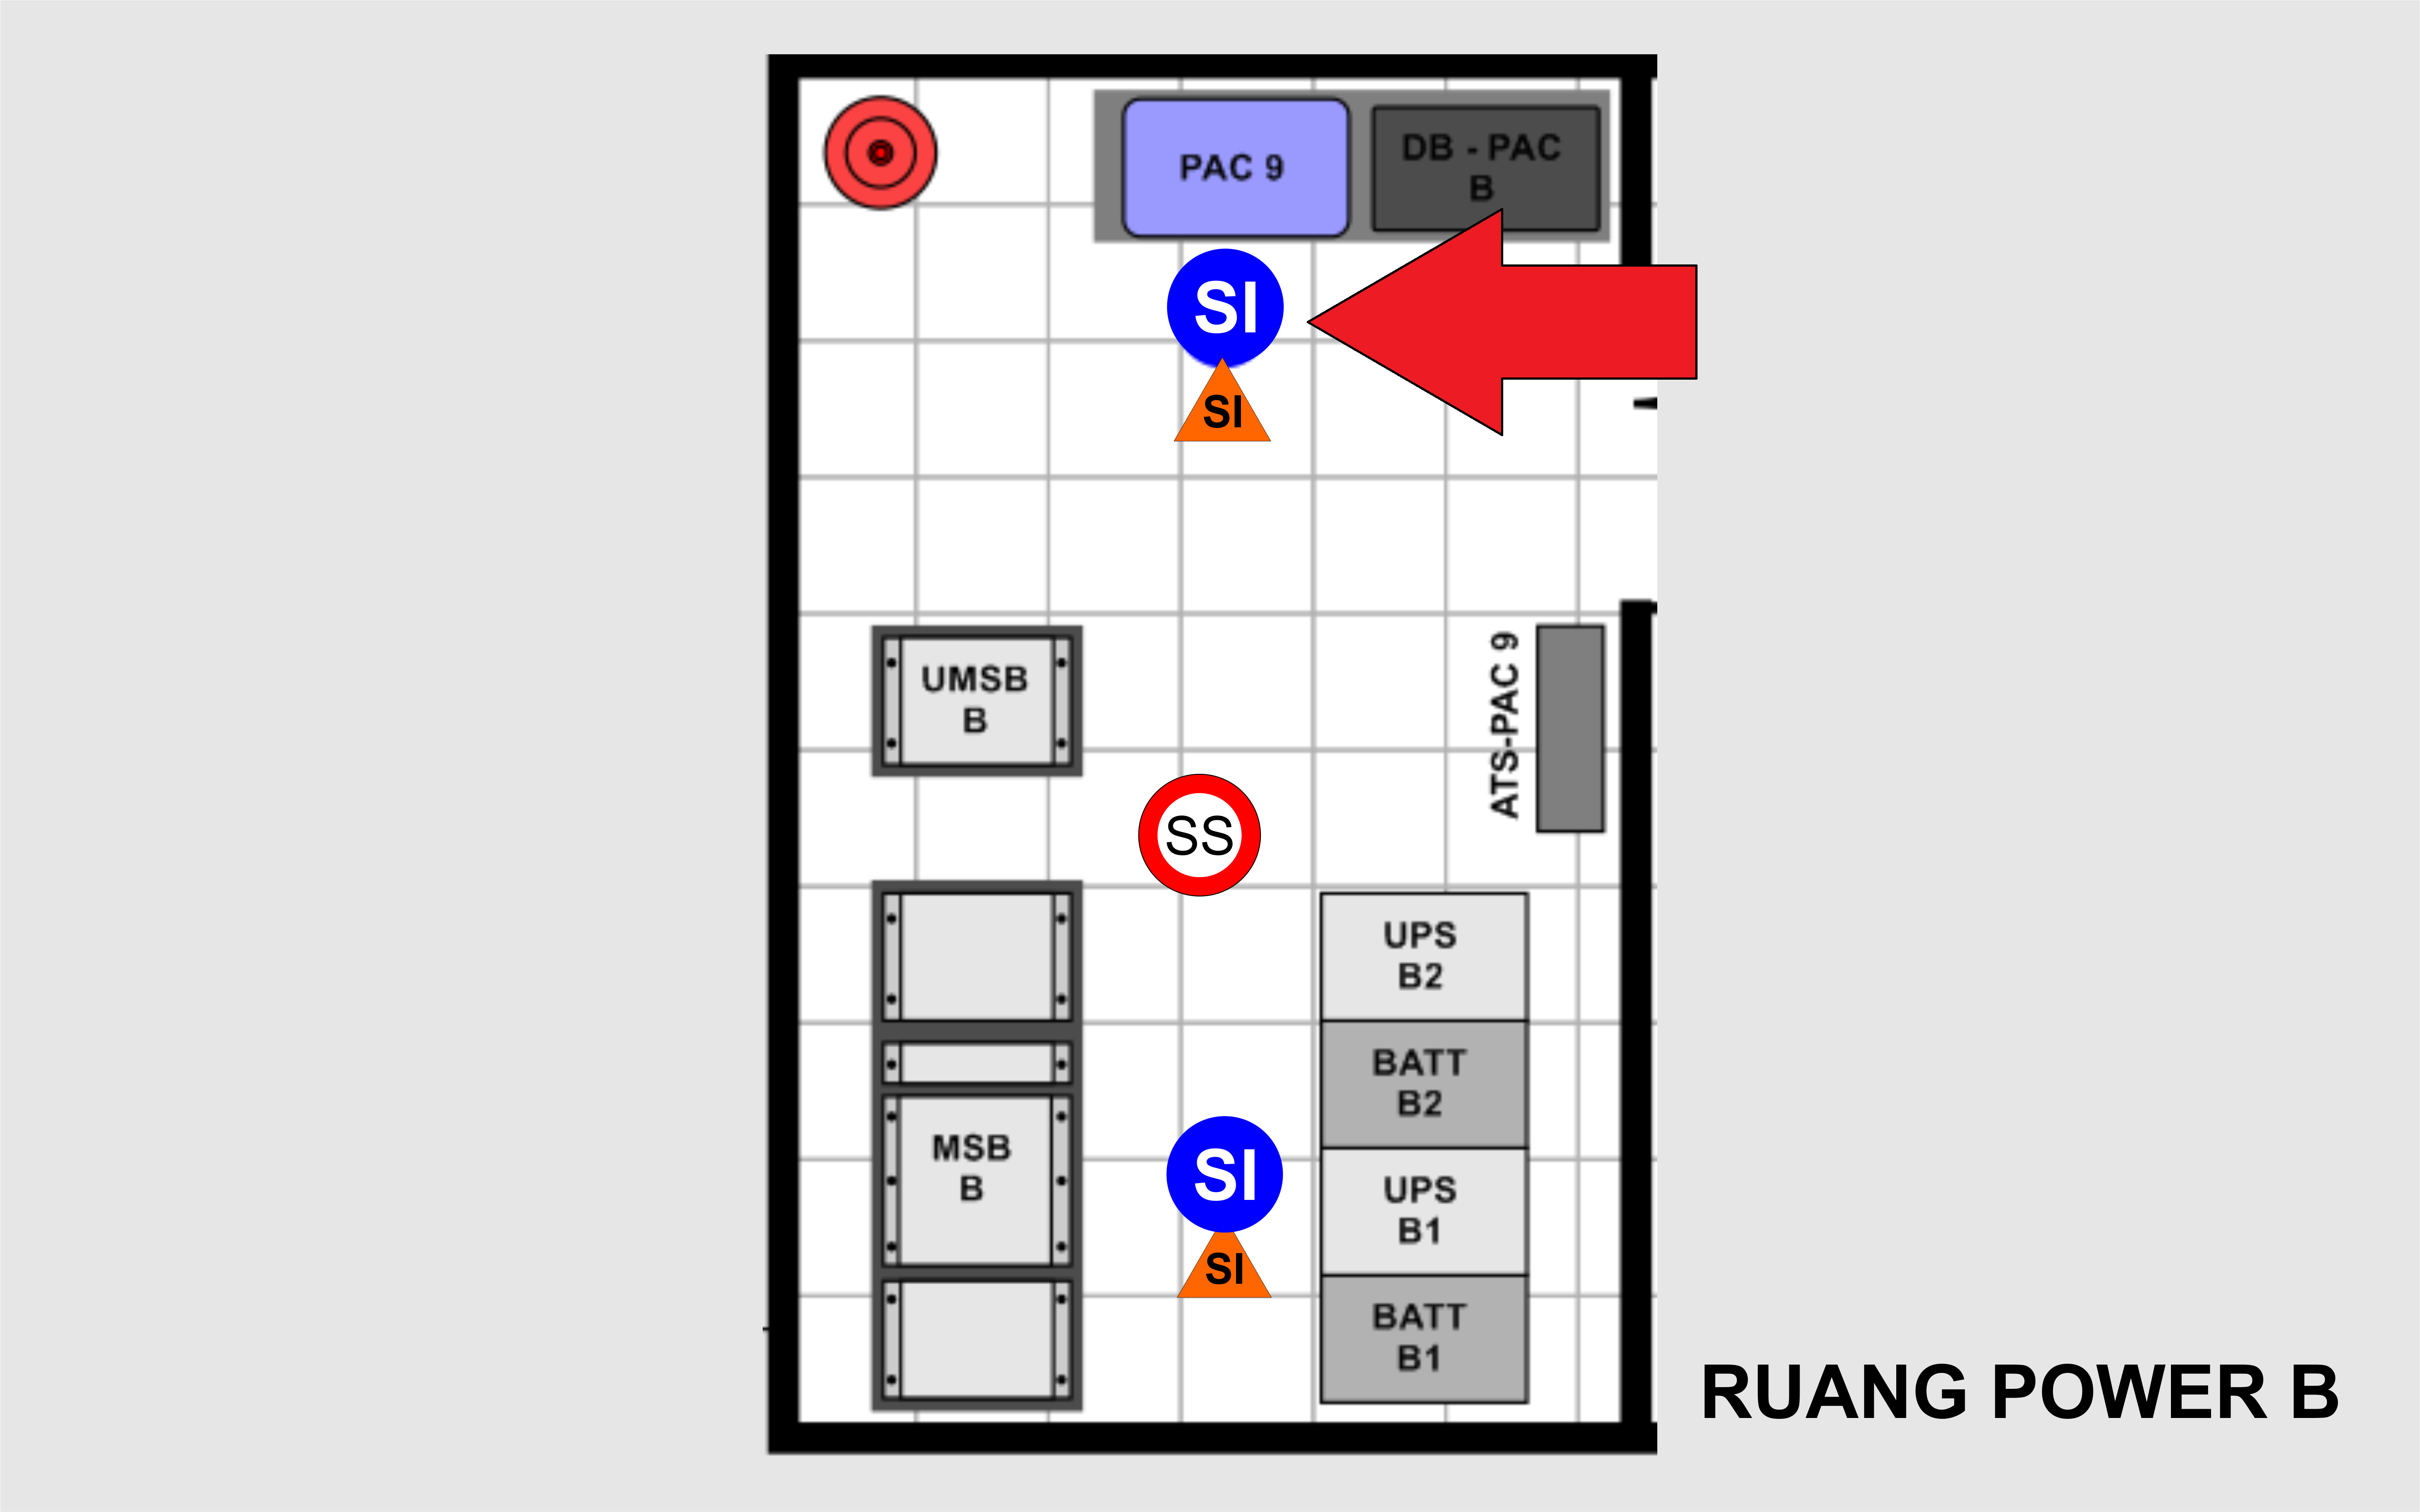 PAC 9
DB - PAC
B
SI
SI
UMSB
B
ATS-PAC 9
SS
UPS
B2
BATT
B2
MSB
B
SI
UPS
B1
SI
BATT
B1
RUANG POWER B